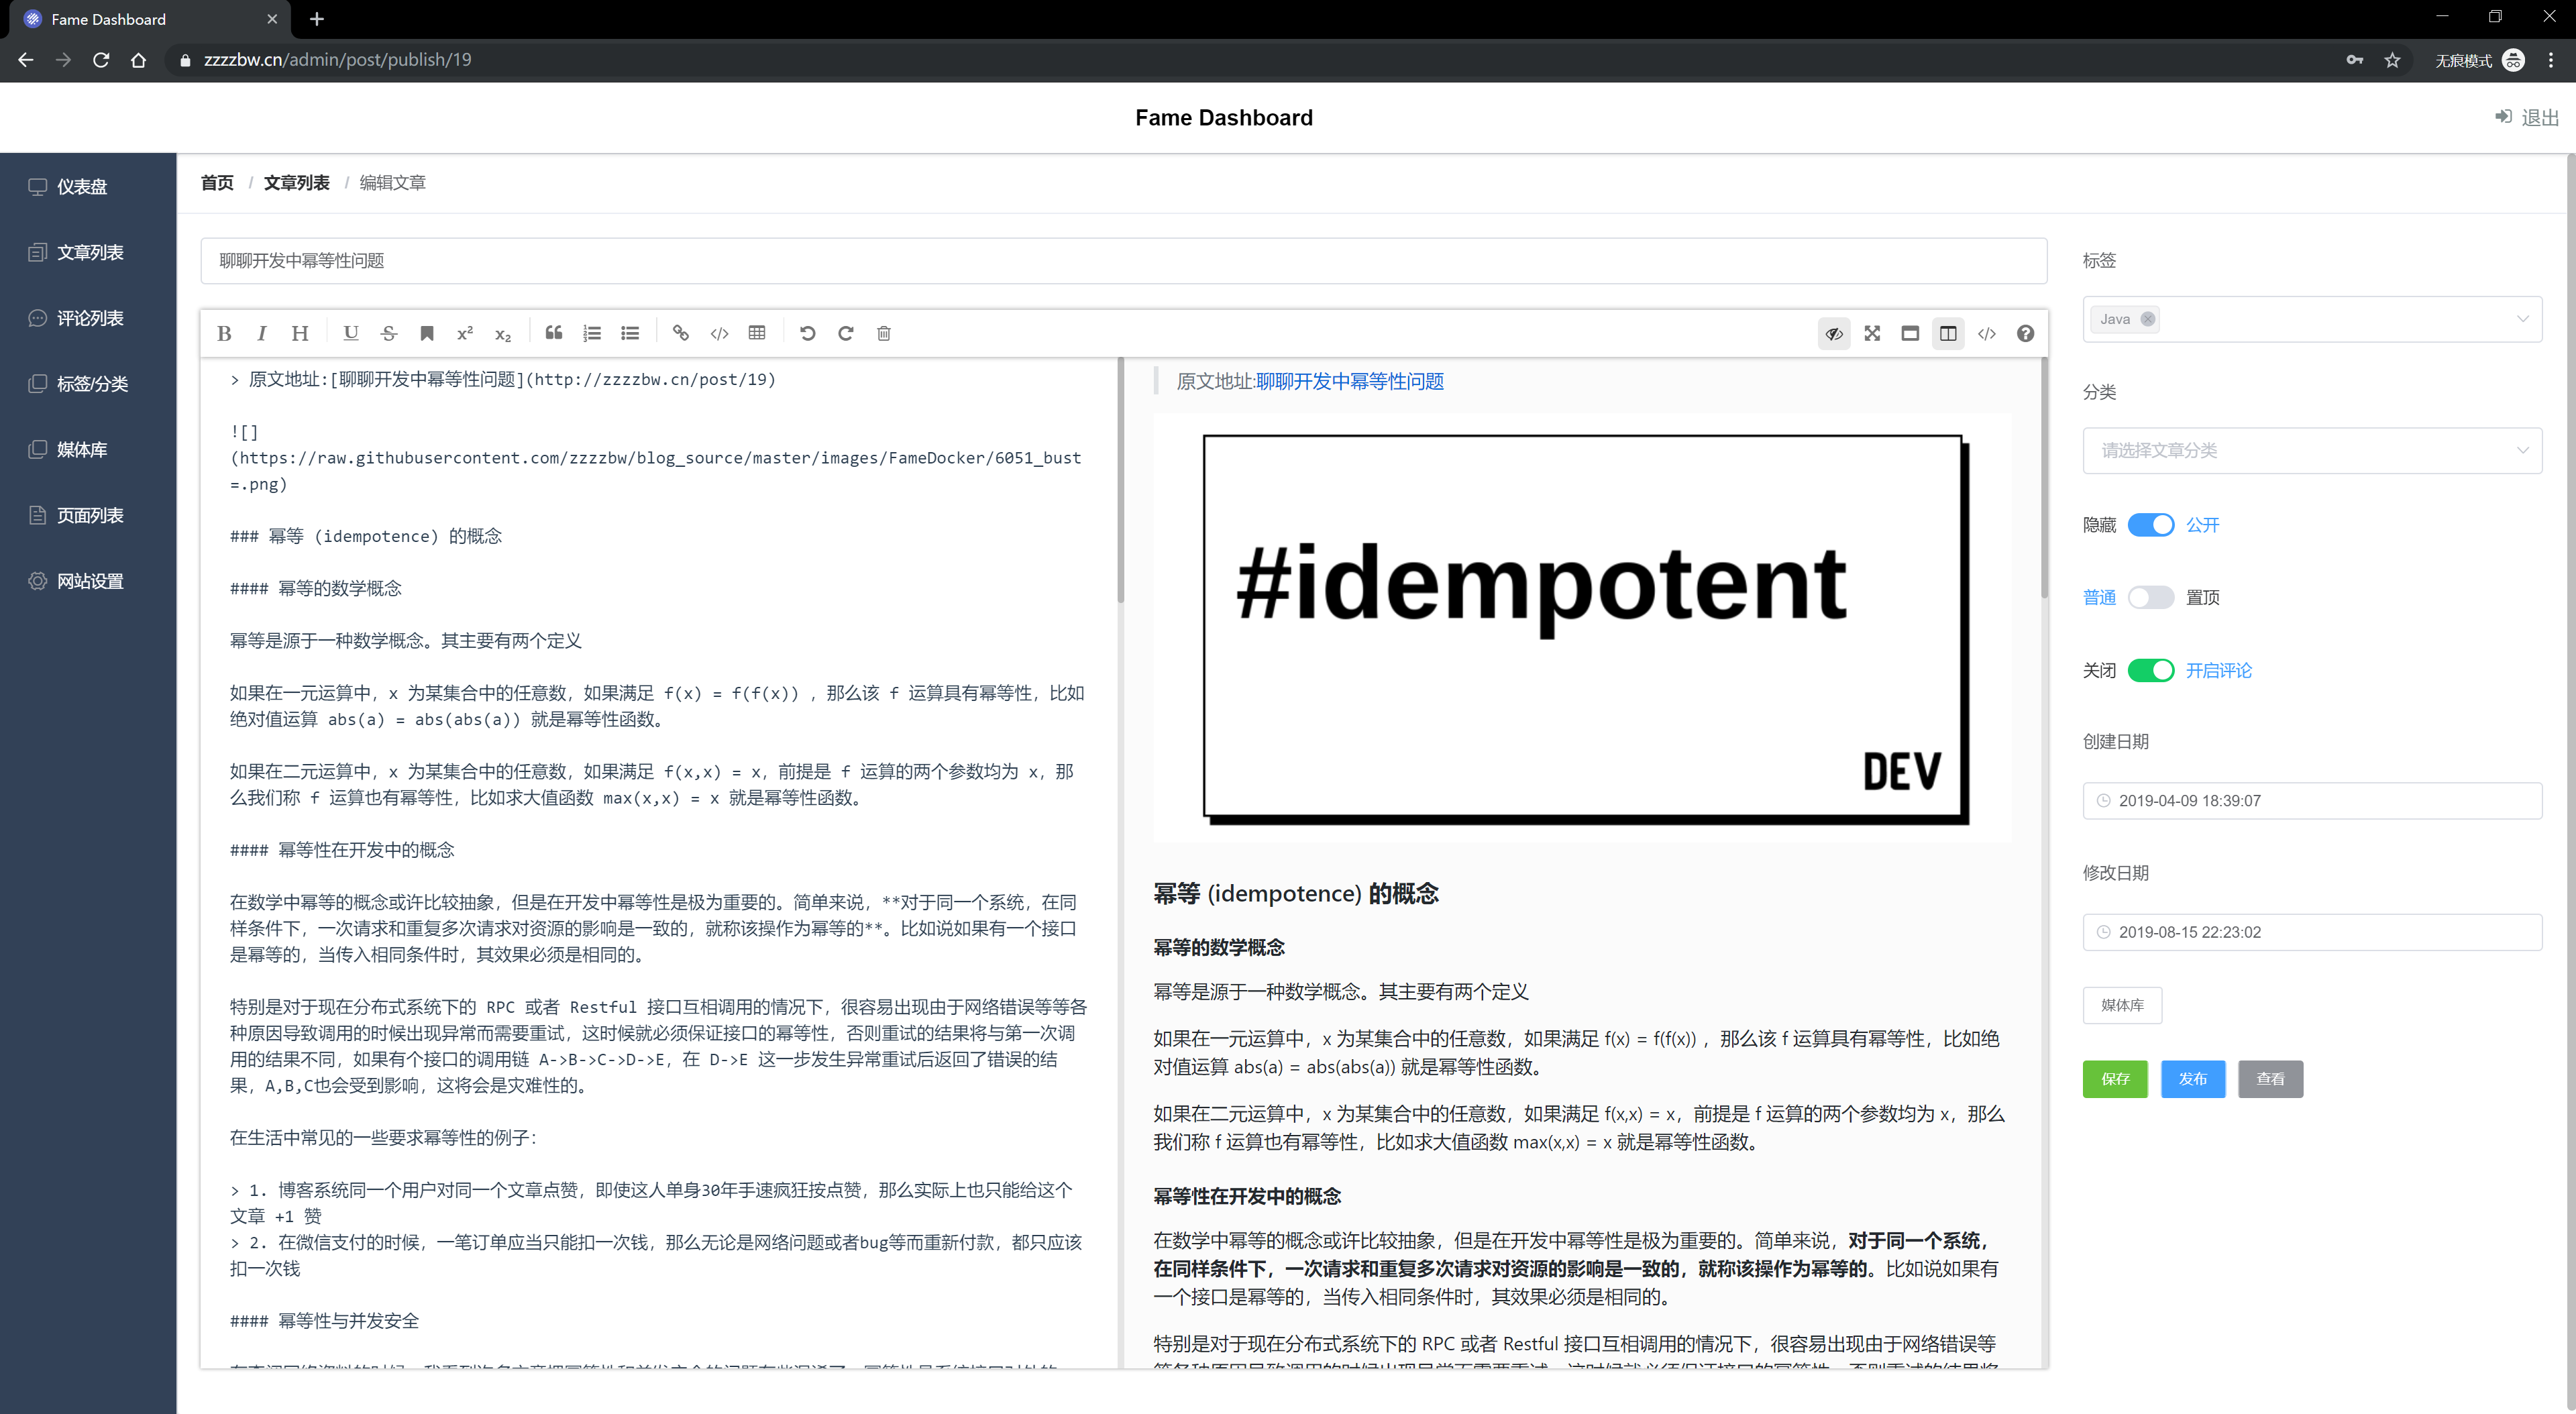 Fame Dashboard
zzzzbw.cn/admin/post/publish/19
无痕模式
Fame Dashboard
退出
仪表盘
文章列表
评论列表
标签/分类
媒体库
页面列表
网站设置
首页 / 文章列表 / 编辑文章
聊聊开发中幂等性问题
> 原文地址:[聊聊开发中幂等性问题](http://zzzzbw.cn/post/19)
![]
(https://raw.githubusercontent.com/zzzzbw/blog_source/master/images/FameDocker/6051_bust
=.png)
### 幂等 (idempotence) 的概念
#### 幂等的数学概念
幂等是源于一种数学概念。其主要有两个定义
如果在一元运算中，x 为某集合中的任意数，如果满足 f(x) = f(f(x)) ，那么该 f 运算具有幂等性，比如
绝对值运算 abs(a) = abs(abs(a)) 就是幂等性函数。
如果在二元运算中，x 为某集合中的任意数，如果满足 f(x,x) = x，前提是 f 运算的两个参数均为 x，那
么我们称 f 运算也有幂等性，比如求大值函数 max(x,x) = x 就是幂等性函数。
#### 幂等性在开发中的概念
在数学中幂等的概念或许比较抽象，但是在开发中幂等性是极为重要的。简单来说，**对于同一个系统，在同
样条件下，一次请求和重复多次请求对资源的影响是一致的，就称该操作为幂等的**。比如说如果有一个接口
是幂等的，当传入相同条件时，其效果必须是相同的。
特别是对于现在分布式系统下的 RPC 或者 Restful 接口互相调用的情况下，很容易出现由于网络错误等等各
种原因导致调用的时候出现异常而需要重试，这时候就必须保证接口的幂等性，否则重试的结果将与第一次调
用的结果不同，如果有个接口的调用链 A->B->C->D->E，在 D->E 这一步发生异常重试后返回了错误的结
果，A,B,C也会受到影响，这将会是灾难性的。
在生活中常见的一些要求幂等性的例子：
> 1. 博客系统同一个用户对同一个文章点赞，即使这人单身30年手速疯狂按点赞，那么实际上也只能给这个
文章 +1 赞
> 2. 在微信支付的时候，一笔订单应当只能扣一次钱，那么无论是网络问题或者bug等而重新付款，都只应该
扣一次钱
#### 幂等性与并发安全
原文地址:聊聊开发中幂等性问题
#idempotent
DEV
幂等 (idempotence) 的概念
幂等的数学概念
幂等是源于一种数学概念。其主要有两个定义
如果在一元运算中，x 为某集合中的任意数，如果满足 f(x) = f(f(x)) ，那么该 f 运算具有幂等性，比如绝
对值运算 abs(a) = abs(abs(a)) 就是幂等性函数。
如果在二元运算中，x 为某集合中的任意数，如果满足 f(x,x) = x，前提是 f 运算的两个参数均为 x，那么
我们称 f 运算也有幂等性，比如求大值函数 max(x,x) = x 就是幂等性函数。
幂等性在开发中的概念
在数学中幂等的概念或许比较抽象，但是在开发中幂等性是极为重要的。简单来说，对于同一个系统，
在同样条件下，一次请求和重复多次请求对资源的影响是一致的，就称该操作为幂等的。比如说如果有
一个接口是幂等的，当传入相同条件时，其效果必须是相同的。
特别是对于现在分布式系统下的 RPC 或者 Restful 接口互相调用的情况下，很容易出现由于网络错误等
标签
Java
分类
请选择文章分类
隐藏 公开
普通 置顶
关闭 开启评论
创建日期
2019-04-09 18:39:07
修改日期
2019-08-15 22:23:02
媒体库
保存 发布 查看